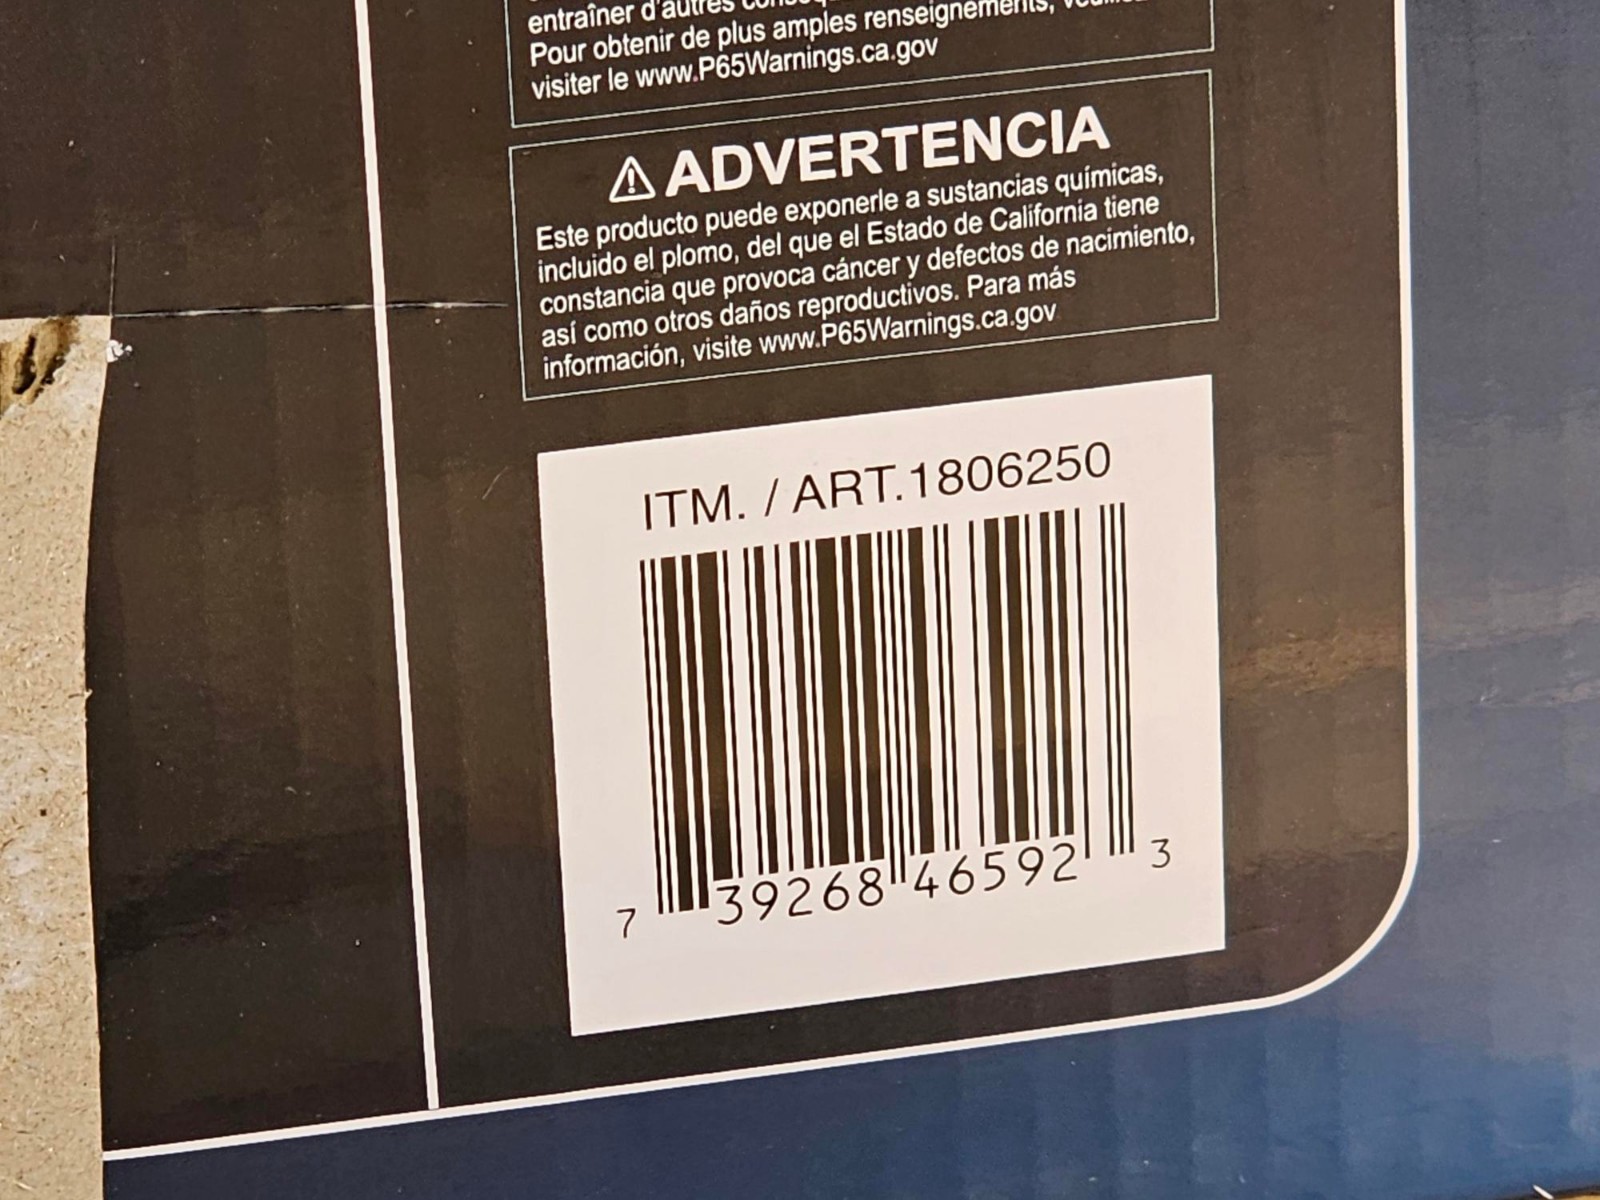 entraîner d'autres
Pour obtenir de plus amples renseignements,
visiter le www.P65Warnings.ca.gov
⚠ ADVERTENCIA
Este producto puede exponerle a sustancias químicas,
incluido el plomo, del que el Estado de California tiene
constancia que provoca cáncer y defectos de nacimiento,
así como otros daños reproductivos. Para más
información, visite www.P65Warnings.ca.gov
ITM. / ART.1806250
7 39268 46592 3